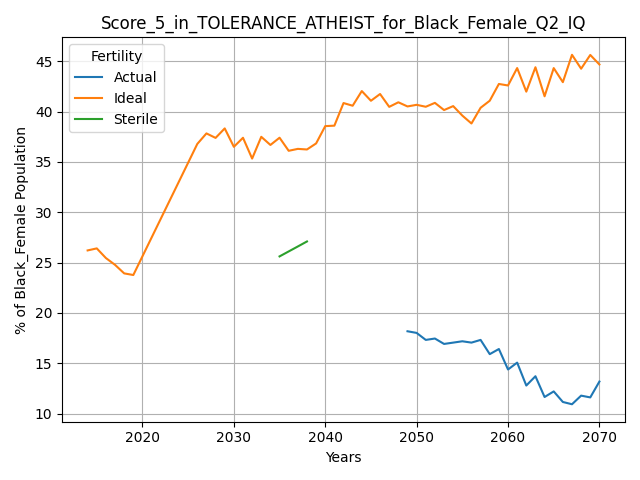 Score_5_in_TOLERANCE_ATHEIST_for_Black_Female_Q2_IQ
Fertility
Actual
Ideal
Sterile
% of Black_Female Population
45
40
35
30
25
20
15
10
2020 2030 2040 2050 2060 2070
Years